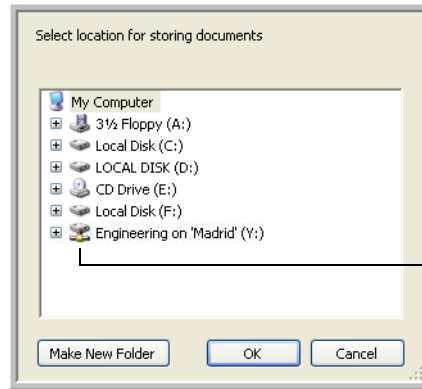 Select location for storing documents
My Computer
3½ Floppy (A:)
Local Disk (C:)
LOCAL DISK (D:)
CD Drive (E:)
Local Disk (F:)
Engineering on 'Madrid' (Y:)
Make New Folder OK Cancel